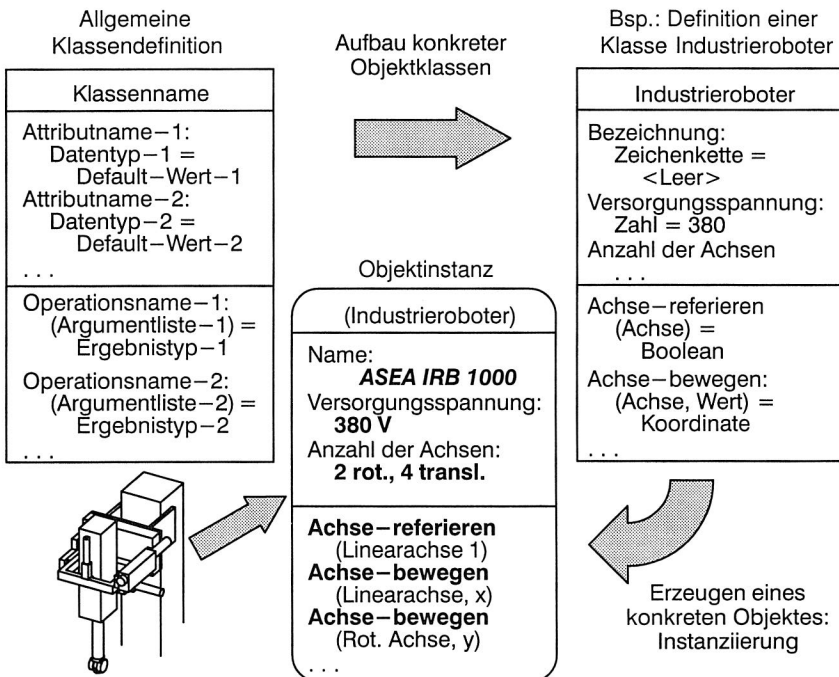 Allgemeine
Klassendefinition
Klassenname
Attributname−1:
Datentyp−1 =
Default−Wert−1
Attributname−2:
Datentyp−2 =
Default−Wert−2
. . .
Operationsname−1:
(Argumentliste−1) =
Ergebnistyp−1
Operationsname−2:
(Argumentliste−2) =
Ergebnistyp−2
. . .
Aufbau konkreter
Objektklassen
Bsp.: Definition einer
Klasse Industrieroboter
Industrieroboter
Bezeichnung:
Zeichenkette =
<Leer>
Versorgungsspannung:
Zahl = 380
Anzahl der Achsen
. . .
Achse−referieren
(Achse) =
Boolean
Achse−bewegen:
(Achse, Wert) =
Koordinate
. . .
Objektinstanz
(Industrieroboter)
Name:
ASEA IRB 1000
Versorgungsspannung:
380 V
Anzahl der Achsen:
2 rot., 4 transl.
Achse−referieren
(Linearachse 1)
Achse−bewegen
(Linearachse, x)
Achse−bewegen
(Rot. Achse, y)
. . .
Erzeugen eines
konkreten Objektes:
Instanziierung